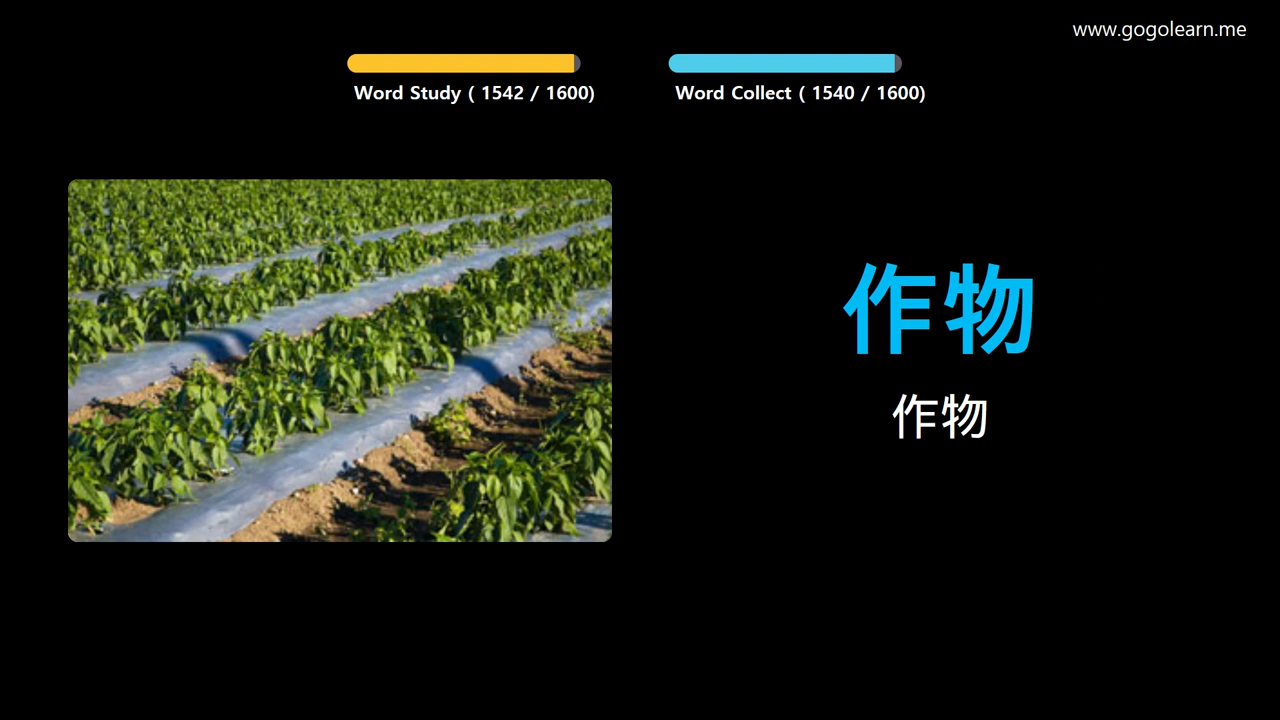 www.gogolearn.me
Word Study ( 1542 / 1600)
Word Collect ( 1540 / 1600)
作物
作物